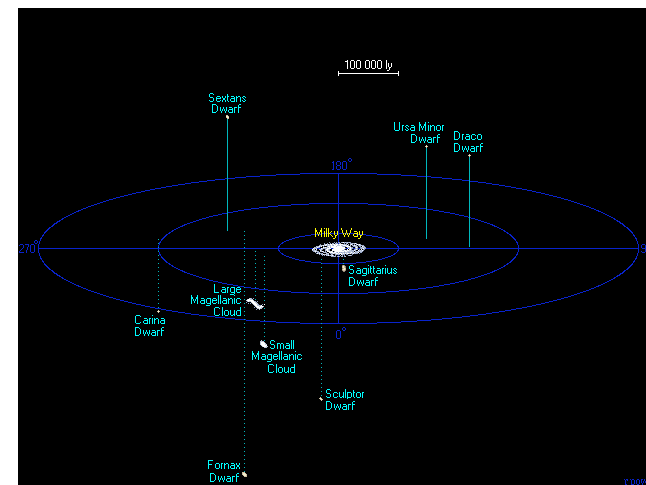 100 000 ly
Sextans
Dwarf
Ursa Minor
Dwarf
Draco
Dwarf
180°
Milky Way
270°
Sagittarius
Dwarf
Large
Magellanic
Cloud
Carina
Dwarf
0°
Small
Magellanic
Cloud
Sculptor
Dwarf
Fornax
Dwarf